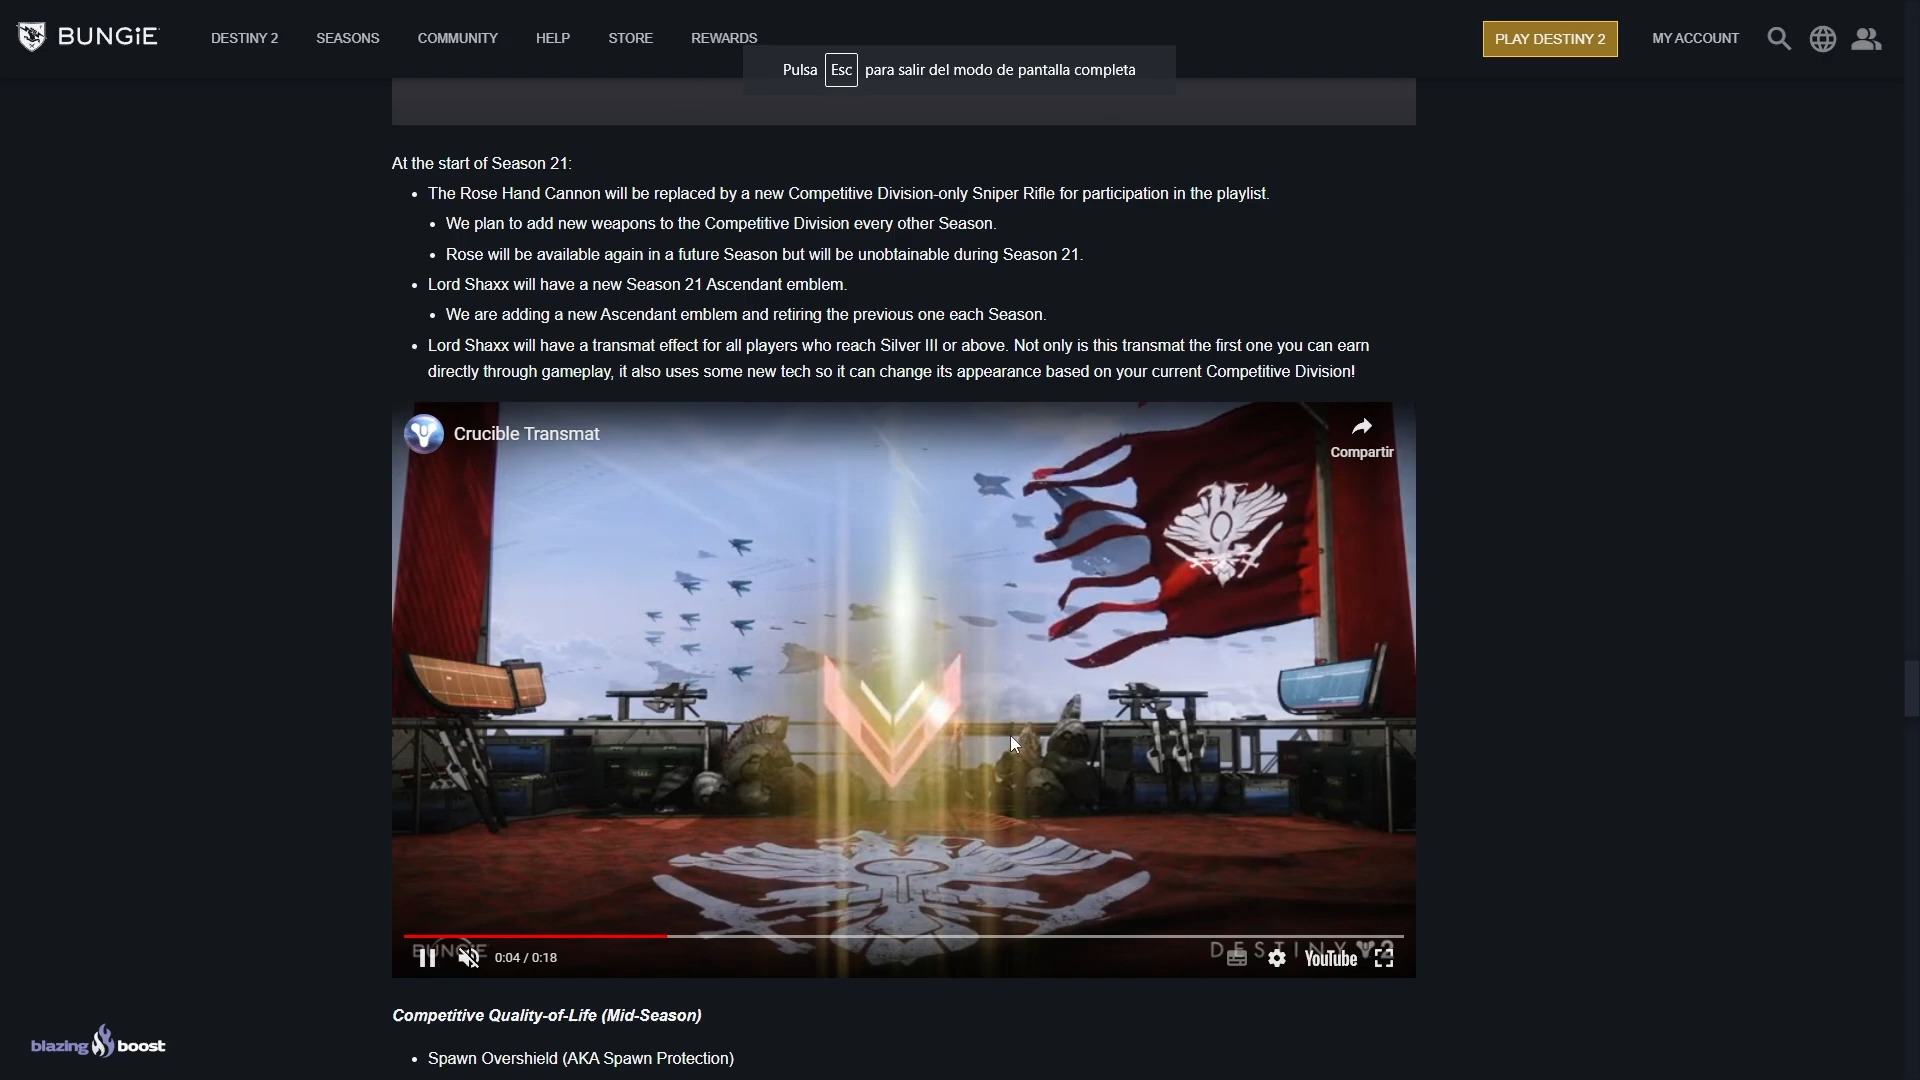 BUNGiE
DESTINY 2 SEASONS COMMUNITY HELP STORE REWARDS PLAY DESTINY 2 MY ACCOUNT
Pulsa Esc para salir del modo de pantalla completa
At the start of Season 21:
• The Rose Hand Cannon will be replaced by a new Competitive Division-only Sniper Rifle for participation in the playlist.
• We plan to add new weapons to the Competitive Division every other Season.
• Rose will be available again in a future Season but will be unobtainable during Season 21.
• Lord Shaxx will have a new Season 21 Ascendant emblem.
• We are adding a new Ascendant emblem and retiring the previous one each Season.
• Lord Shaxx will have a transmat effect for all players who reach Silver III or above. Not only is this transmat the first one you can earn
directly through gameplay, it also uses some new tech so it can change its appearance based on your current Competitive Division!
Crucible Transmat
Compartir
BUNGiE
DESTINY 2
0:04 / 0:18
YouTube
Competitive Quality-of-Life (Mid-Season)
blazing boost
• Spawn Overshield (AKA Spawn Protection)